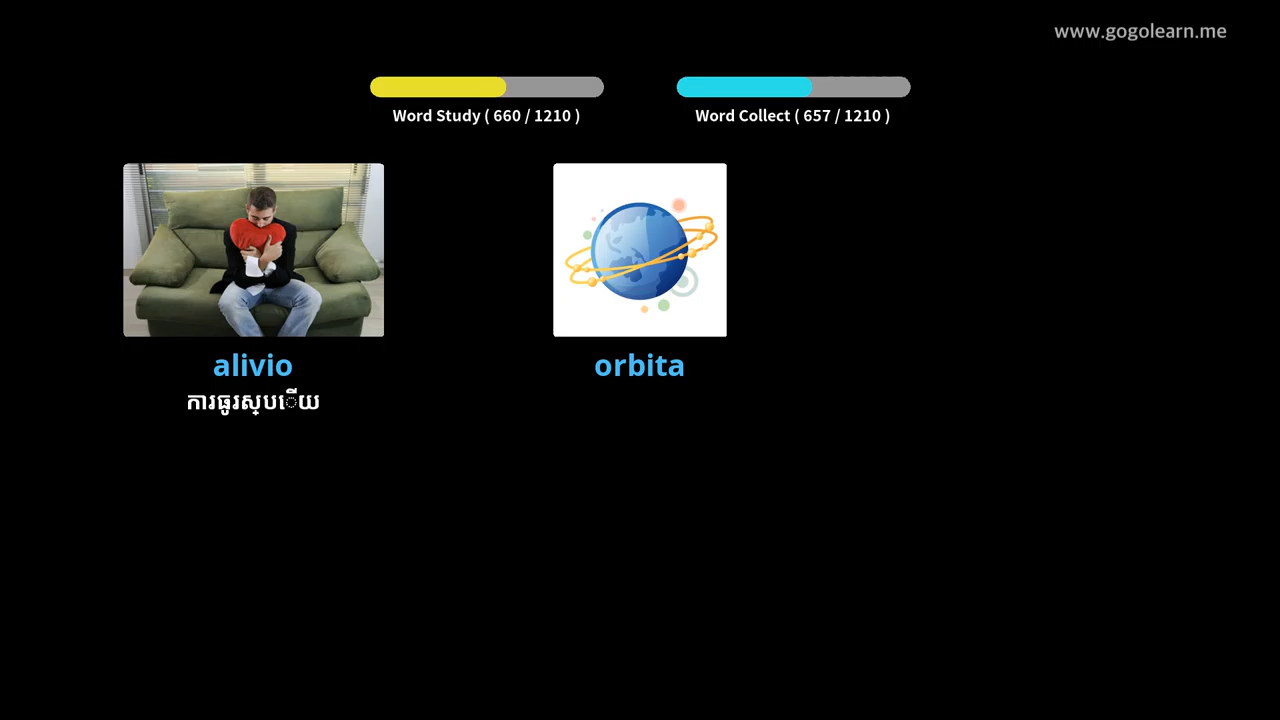 www.gogolearn.me
Word Study ( 660 / 1210 )
Word Collect ( 657 / 1210 )
alivio
orbita
ការធូរស្បើយ